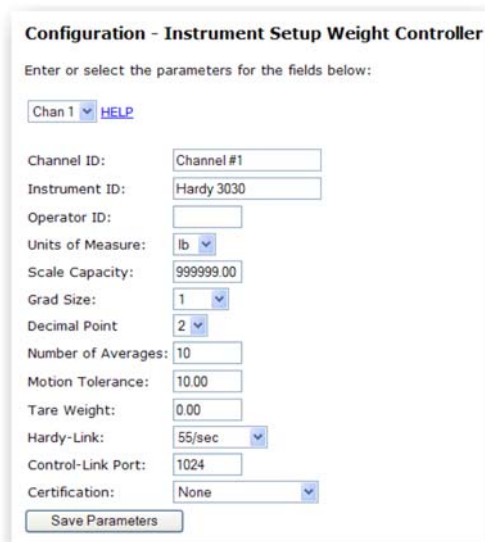 Configuration - Instrument Setup Weight Controller
Enter or select the parameters for the fields below:
Chan 1 HELP
Channel ID: Channel #1
Instrument ID: Hardy 3030
Operator ID:
Units of Measure: lb
Scale Capacity: 999999.00
Grad Size: 1
Decimal Point 2
Number of Averages: 10
Motion Tolerance: 10.00
Tare Weight: 0.00
Hardy-Link: 55/sec
Control-Link Port: 1024
Certification: None
Save Parameters